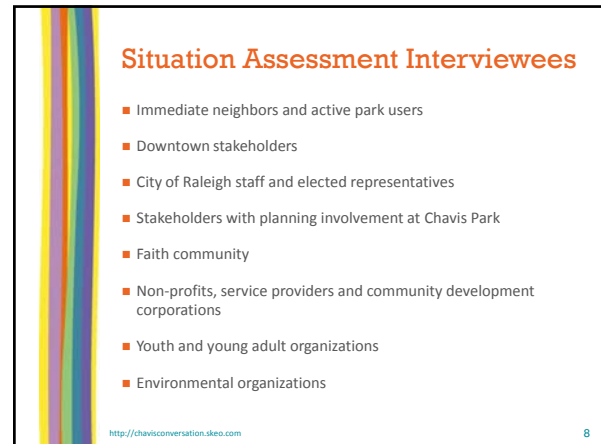 Situation Assessment Interviewees
■ Immediate neighbors and active park users
■ Downtown stakeholders
■ City of Raleigh staff and elected representatives
■ Stakeholders with planning involvement at Chavis Park
■ Faith community
■ Non-profits, service providers and community development
corporations
■ Youth and young adult organizations
■ Environmental organizations
http://chavisconversation.skeo.com
8